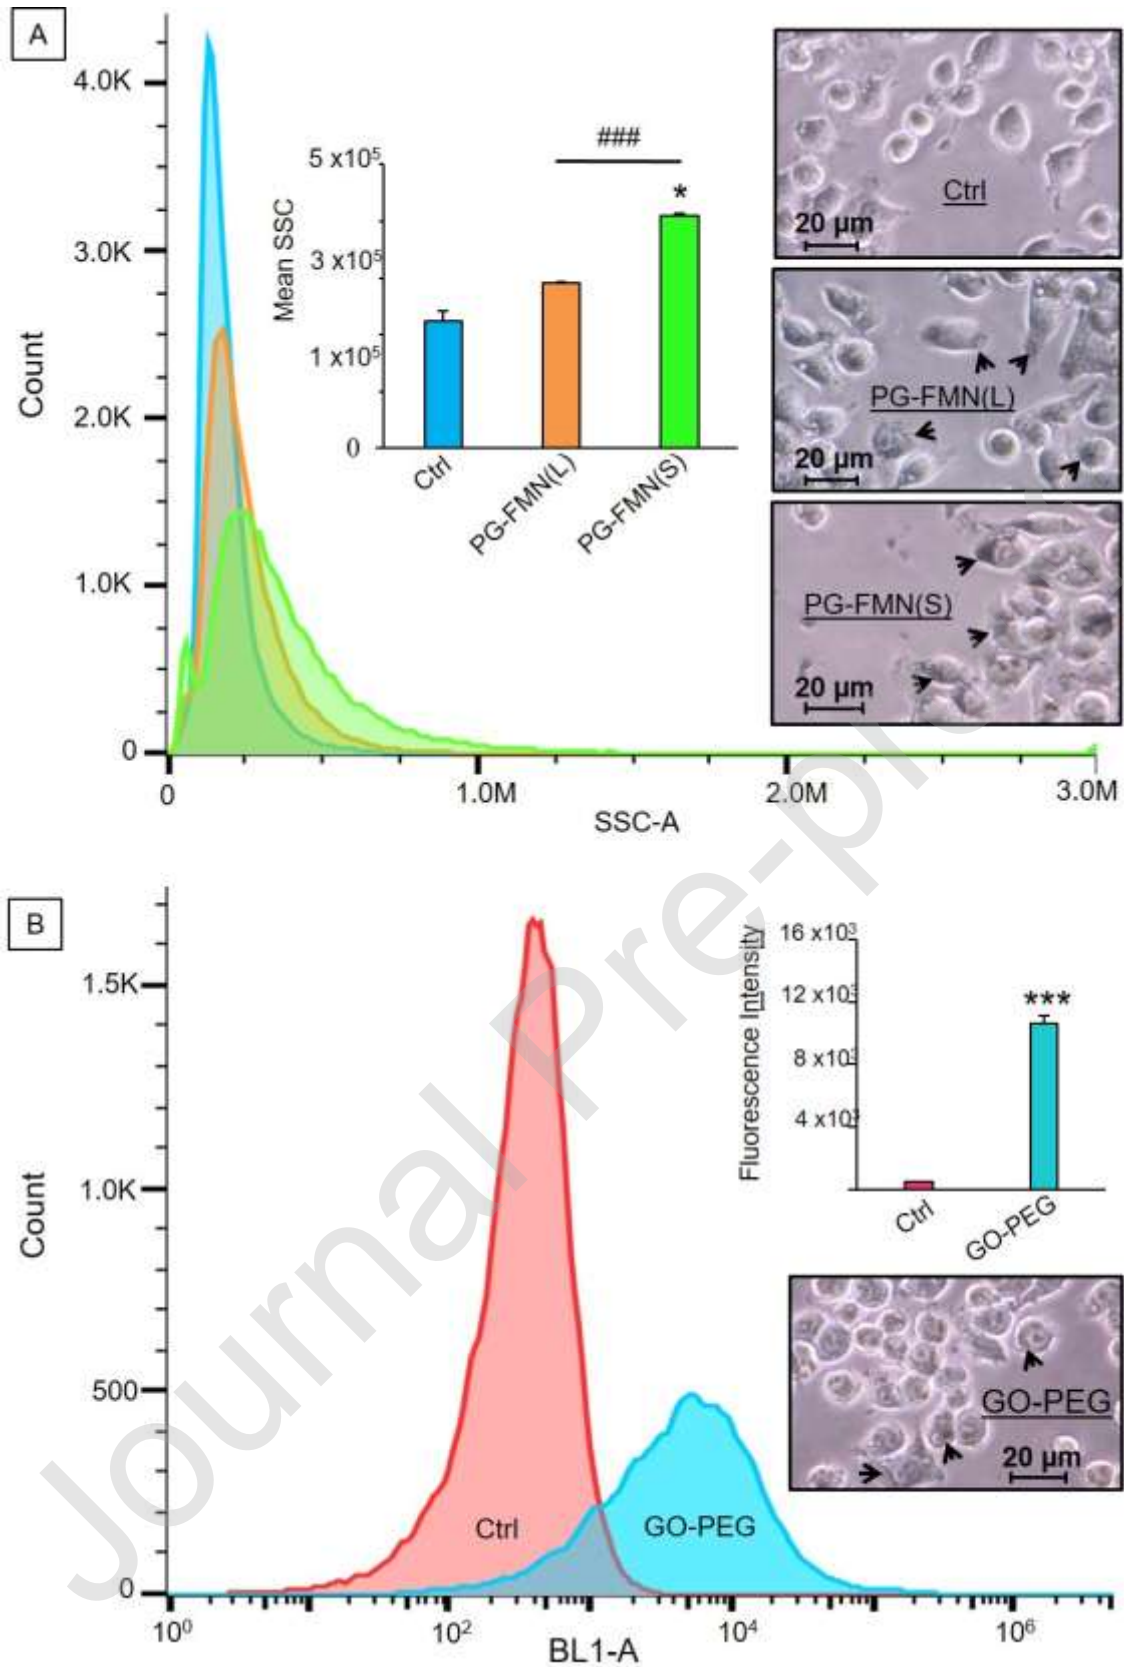 A
4.0K
3.0K
2.0K
1.0K
0
Count
0
1.0M
2.0M
3.0M
SSC-A
5 x10⁵
3 x10⁵
1 x10⁵
0
Mean SSC
###
*
Ctrl
PG-FMN(L)
PG-FMN(S)
Ctrl
20 µm
PG-FMN(L)
20 µm
PG-FMN(S)
20 µm
B
1.5K
1.0K
500
0
Count
10⁰
10²
10⁴
10⁶
BL1-A
Ctrl
GO-PEG
16 x10³
12 x10³
8 x10³
4 x10³
Fluorescence Intensity
***
Ctrl
GO-PEG
GO-PEG
20 µm
Journal Pre-pro